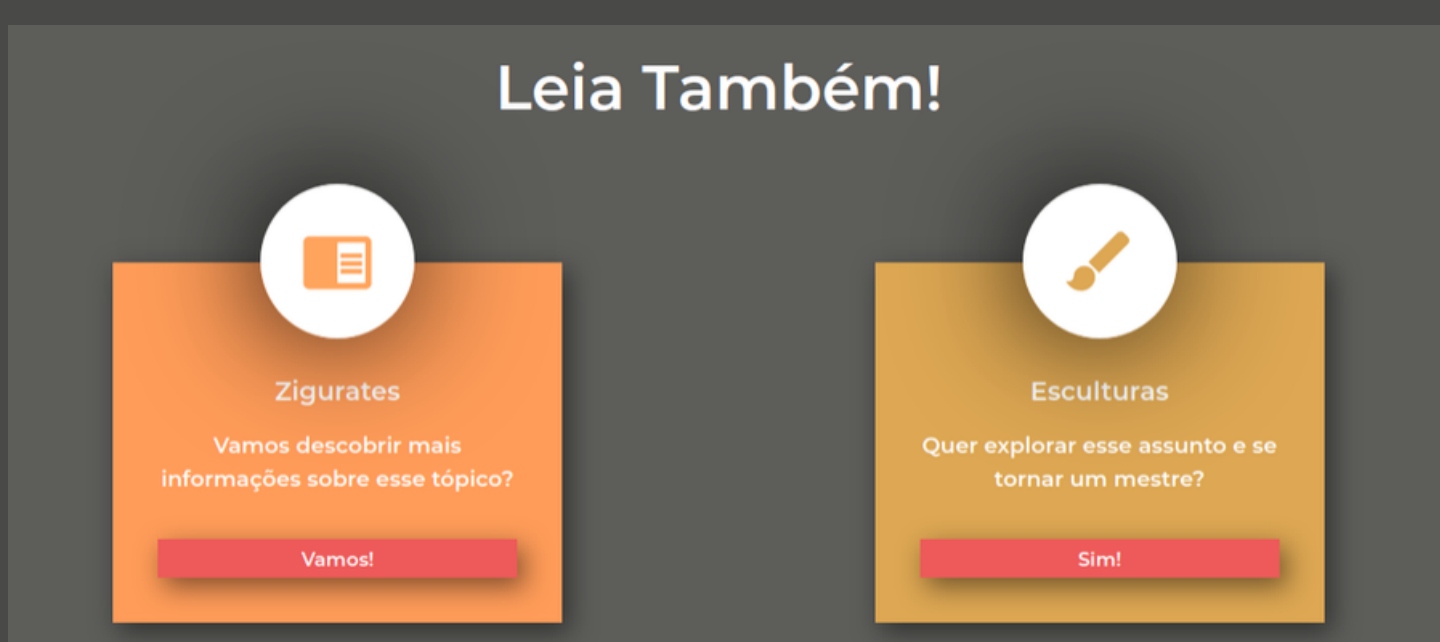 Leia Também!
Zigurates
Vamos descobrir mais
informações sobre esse tópico?
Vamos!
Esculturas
Quer explorar esse assunto e se
tornar um mestre?
Sim!